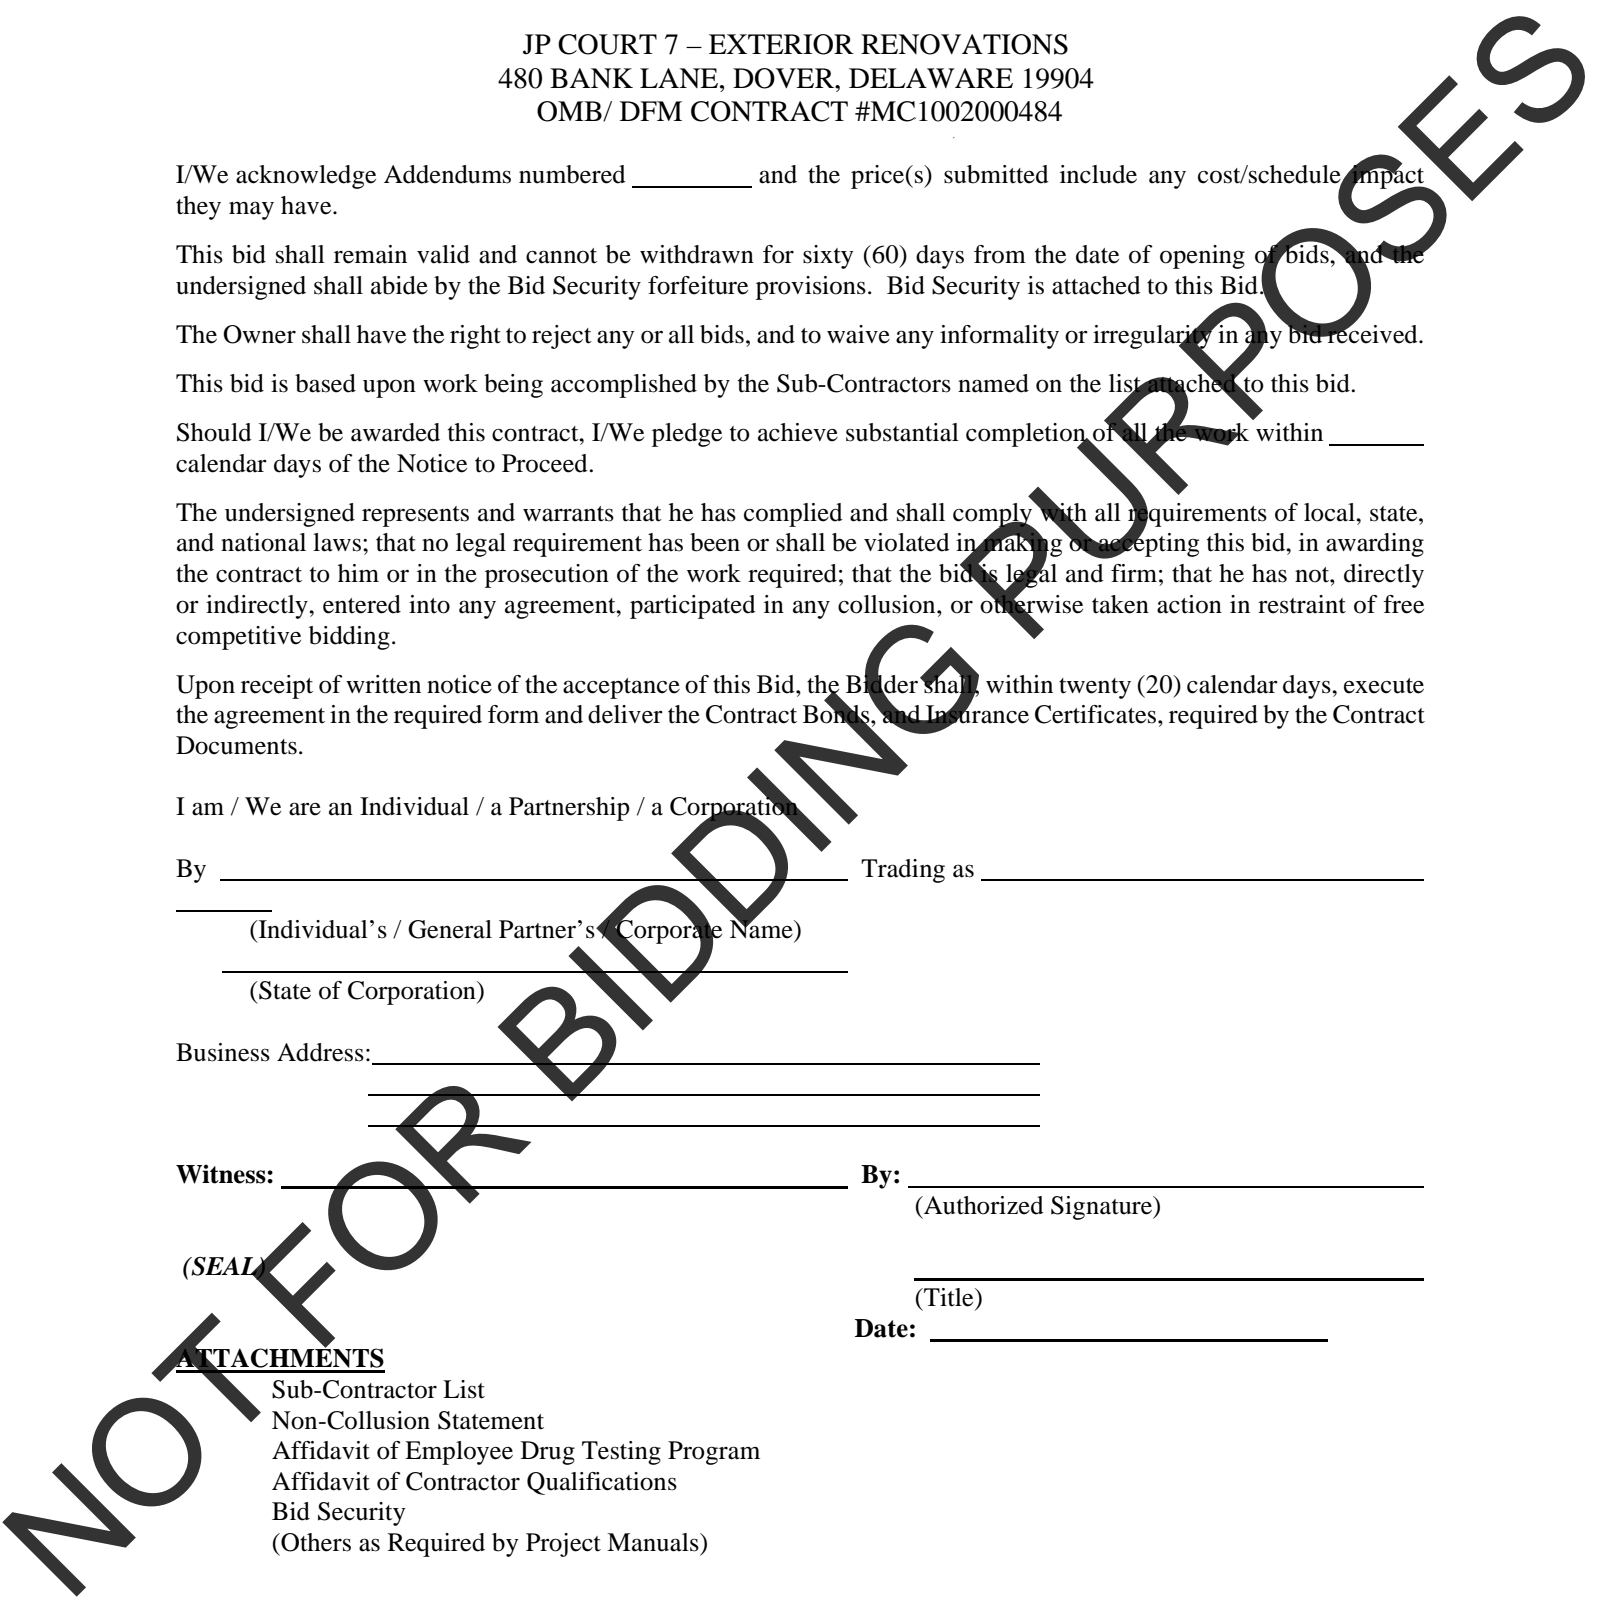 JP COURT 7 – EXTERIOR RENOVATIONS
480 BANK LANE, DOVER, DELAWARE 19904
OMB/ DFM CONTRACT #MC1002000484
I/We acknowledge Addendums numbered ________ and the price(s) submitted include any cost/schedule impact
they may have.
This bid shall remain valid and cannot be withdrawn for sixty (60) days from the date of opening of bids, and the
undersigned shall abide by the Bid Security forfeiture provisions. Bid Security is attached to this Bid.
The Owner shall have the right to reject any or all bids, and to waive any informality or irregularity in any bid received.
This bid is based upon work being accomplished by the Sub-Contractors named on the list attached to this bid.
Should I/We be awarded this contract, I/We pledge to achieve substantial completion of all the work within _______
calendar days of the Notice to Proceed.
The undersigned represents and warrants that he has complied and shall comply with all requirements of local, state,
and national laws; that no legal requirement has been or shall be violated in making or accepting this bid, in awarding
the contract to him or in the prosecution of the work required; that the bid is legal and firm; that he has not, directly
or indirectly, entered into any agreement, participated in any collusion, or otherwise taken action in restraint of free
competitive bidding.
Upon receipt of written notice of the acceptance of this Bid, the Bidder shall, within twenty (20) calendar days, execute
the agreement in the required form and deliver the Contract Bonds, and Insurance Certificates, required by the Contract
Documents.
I am / We are an Individual / a Partnership / a Corporation
By ________ Trading as ________
(Individual's / General Partner's / Corporate Name)
(State of Corporation)
Business Address:
Witness: ________ By: ________
(Authorized Signature)
(SEAL)
(Title)
Date: ________
ATTACHMENTS
Sub-Contractor List
Non-Collusion Statement
Affidavit of Employee Drug Testing Program
Affidavit of Contractor Qualifications
Bid Security
(Others as Required by Project Manuals)
NOT FOR BIDDING PURPOSES